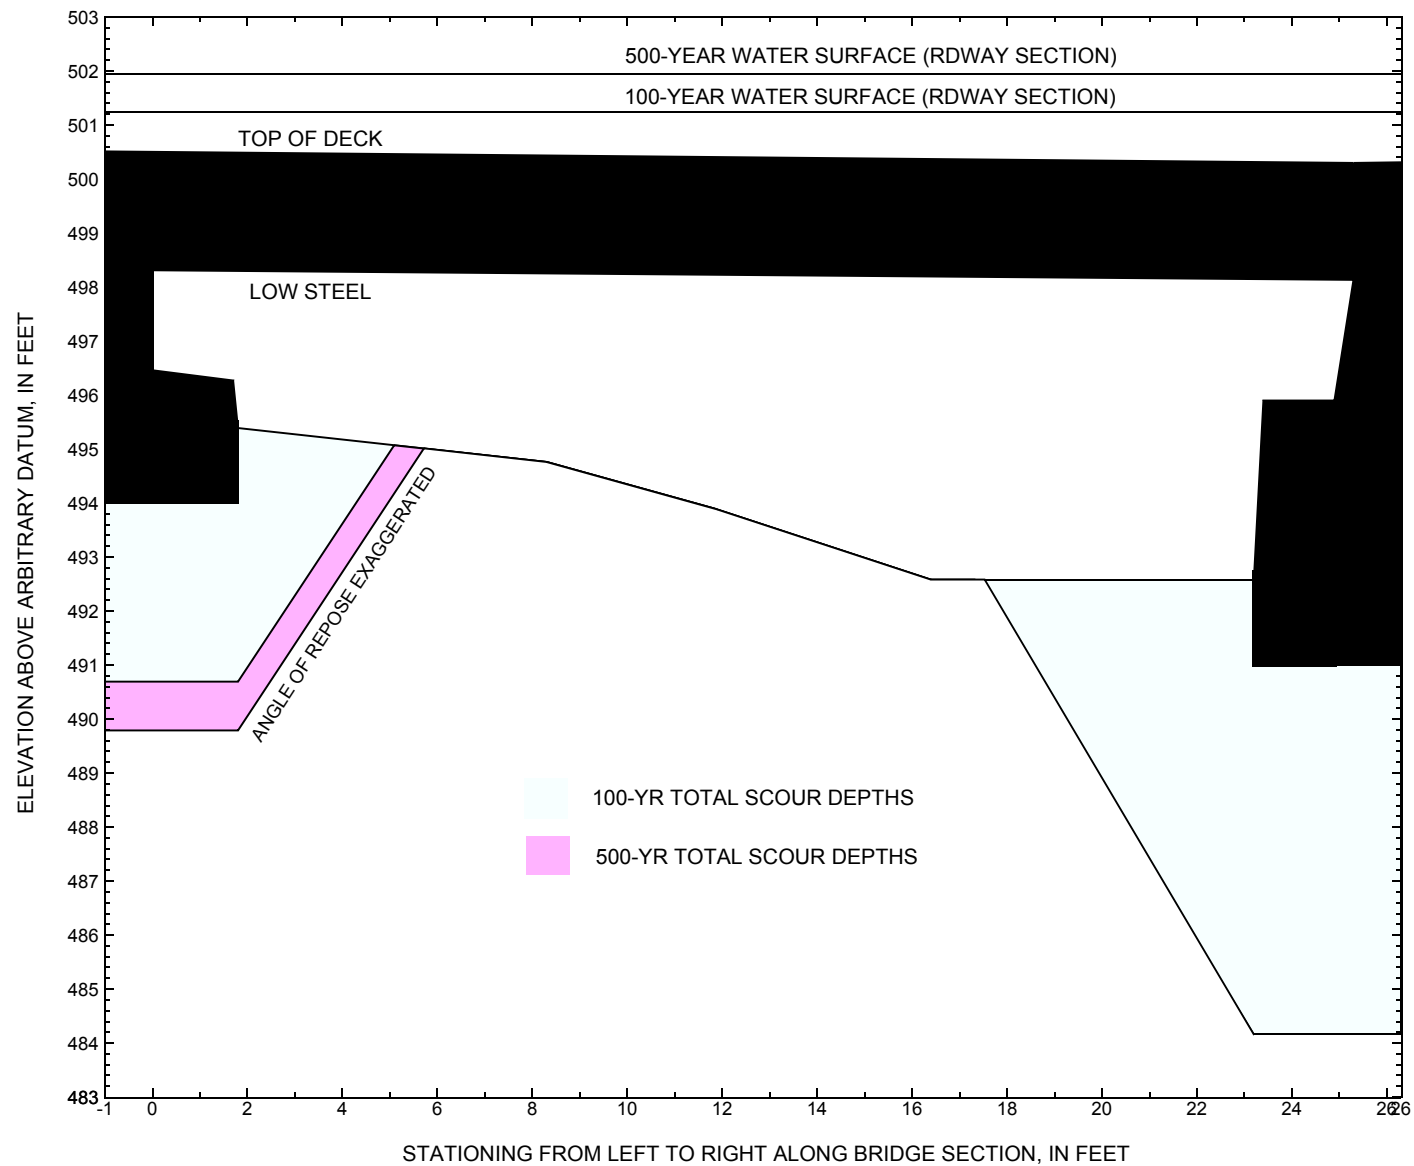 503
502
501
500
499
498
497
496
495
494
493
492
491
490
489
488
487
486
485
484
483
ELEVATION ABOVE ARBITRARY DATUM, IN FEET
500-YEAR WATER SURFACE (RDWAY SECTION)
100-YEAR WATER SURFACE (RDWAY SECTION)
TOP OF DECK
LOW STEEL
ANGLE OF REPOSE EXAGGERATED
100-YR TOTAL SCOUR DEPTHS
500-YR TOTAL SCOUR DEPTHS
-1 0 2 4 6 8 10 12 14 16 18 20 22 24 26 26
STATIONING FROM LEFT TO RIGHT ALONG BRIDGE SECTION, IN FEET